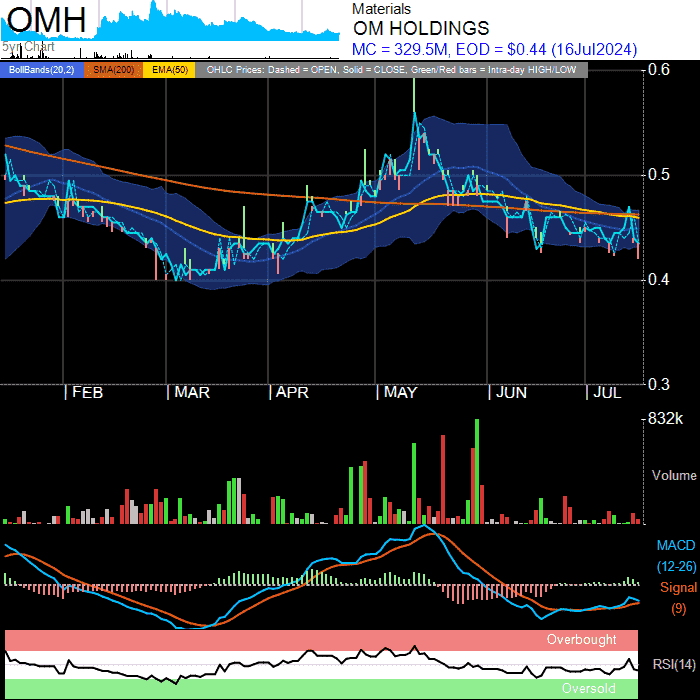 OMH
5yr Chart
Materials
OM HOLDINGS
MC = 329.5M, EOD = $0.44 (16Jul2024)
BollBands(20,2) SMA(200) EMA(50) OHLC Prices: Dashed = OPEN, Solid = CLOSE, Green/Red bars = Intra-day HIGH/LOW
0.6
0.5
0.4
0.3
FEB MAR APR MAY JUN JUL
832k
Volume
MACD
(12-26)
Signal
(9)
Overbought
RSI(14)
Oversold